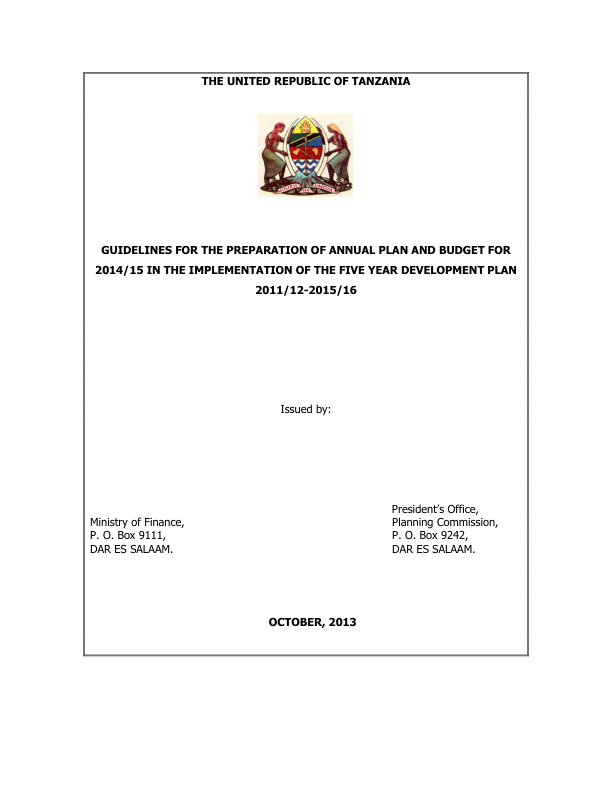 THE UNITED REPUBLIC OF TANZANIA
GUIDELINES FOR THE PREPARATION OF ANNUAL PLAN AND BUDGET FOR
2014/15 IN THE IMPLEMENTATION OF THE FIVE YEAR DEVELOPMENT PLAN
2011/12-2015/16
Issued by:
Ministry of Finance,
P. O. Box 9111,
DAR ES SALAAM.
President’s Office,
Planning Commission,
P. O. Box 9242,
DAR ES SALAAM.
OCTOBER, 2013